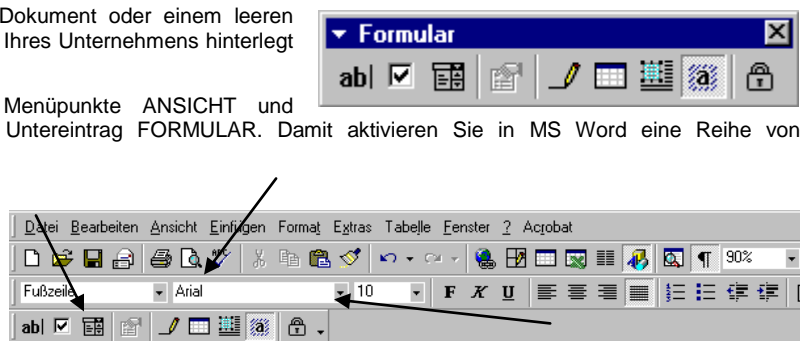 Dokument oder einem leeren
Ihres Unternehmens hinterlegt
Formular
ab|
a
Menüpunkte ANSICHT und
Untereintrag FORMULAR. Damit aktivieren Sie in MS Word eine Reihe von
Datei Bearbeiten Ansicht Einfügen Format Extras Tabelle Fenster ? Acrobat
ABC ¶ 90%
Fußzeile Arial 10 F K U
ab| a